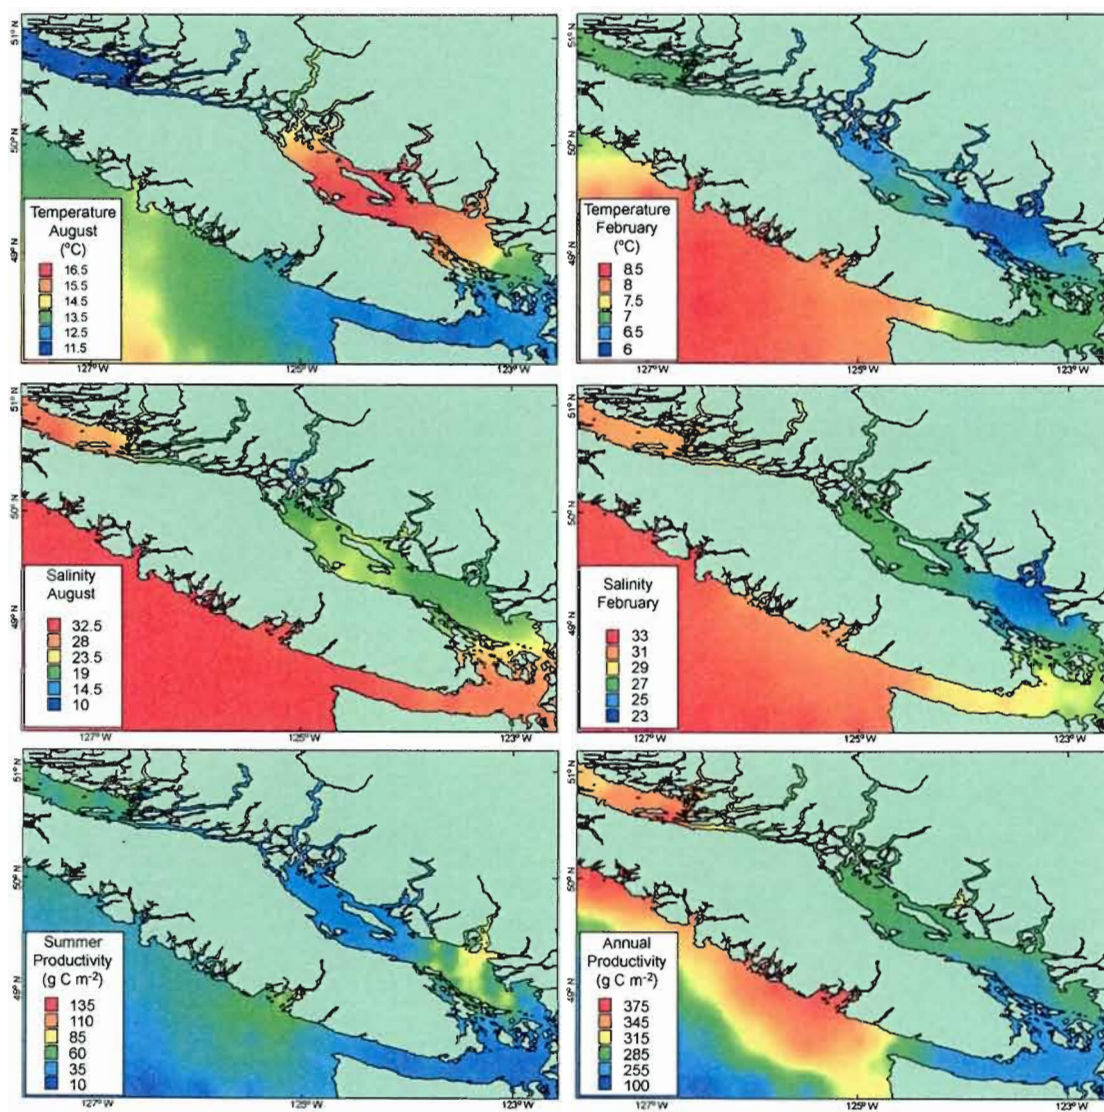 51° N
50° N
49° N
Temperature
August
(°C)
16.5
15.5
14.5
13.5
12.5
11.5
127° W
125° W
123° W
51° N
50° N
49° N
Temperature
February
(°C)
8.5
8
7.5
7
6.5
6
127° W
125° W
123° W
51° N
50° N
49° N
Salinity
August
32.5
28
23.5
19
14.5
10
127° W
125° W
123° W
51° N
50° N
49° N
Salinity
February
33
31
29
27
25
23
127° W
125° W
123° W
51° N
50° N
49° N
Summer
Productivity
(g C m⁻²)
135
110
85
60
35
10
127° W
125° W
123° W
51° N
50° N
49° N
Annual
Productivity
(g C m⁻²)
375
345
315
285
255
100
127° W
125° W
123° W